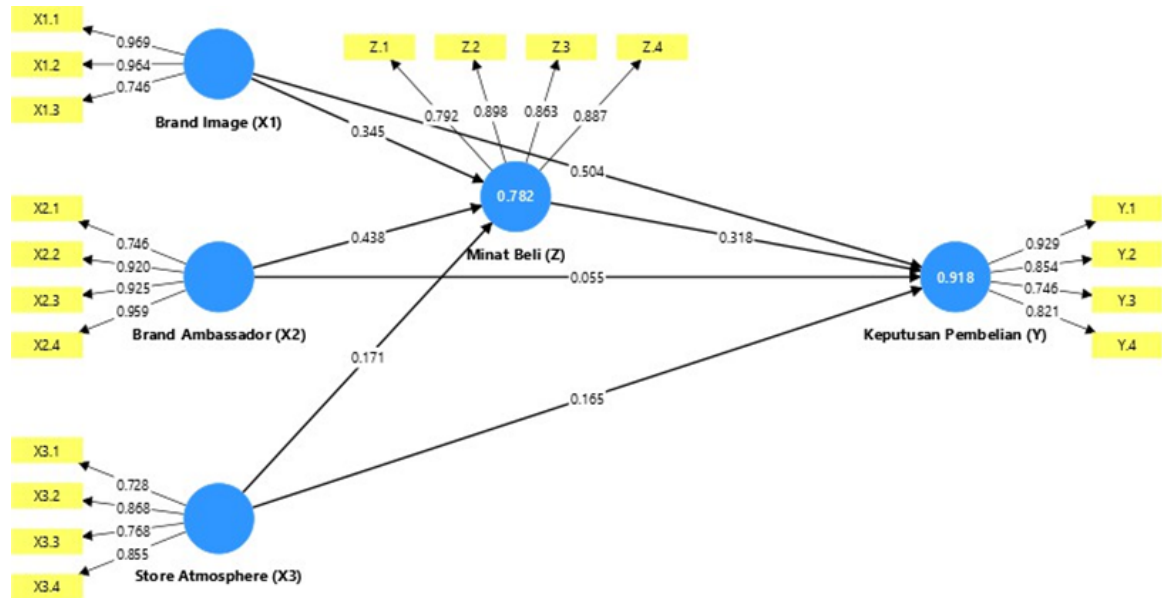 X1.1
0.969
X1.2
0.964
X1.3
0.746
Brand Image (X1)
Z.1
Z.2
Z.3
Z.4
0.792
0.898
0.863
0.887
0.345
0.504
0.782
Minat Beli (Z)
X2.1
0.746
X2.2
0.920
X2.3
0.925
X2.4
0.959
Brand Ambassador (X2)
0.438
0.318
0.055
Y.1
0.929
Y.2
0.854
Y.3
0.746
Y.4
0.821
0.918
Keputusan Pembelian (Y)
0.171
0.165
X3.1
0.728
X3.2
0.868
X3.3
0.768
X3.4
0.855
Store Atmosphere (X3)